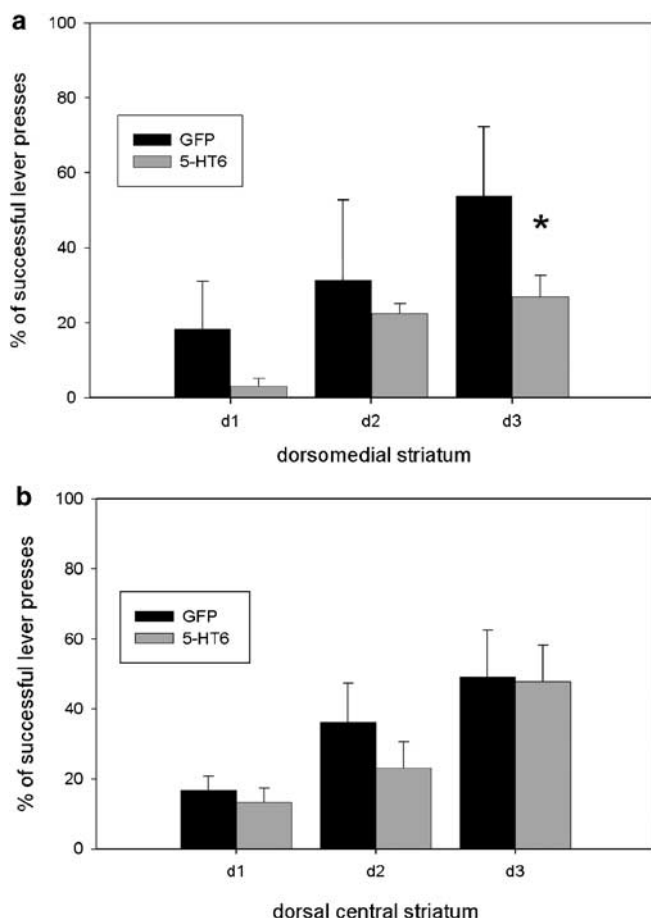 a
100
80
60
40
20
0
% of successful lever presses
GFP
5-HT6
*
d1 d2 d3
dorsomedial striatum
b
100
80
60
40
20
0
% of successful lever presses
GFP
5-HT6
d1 d2 d3
dorsal central striatum